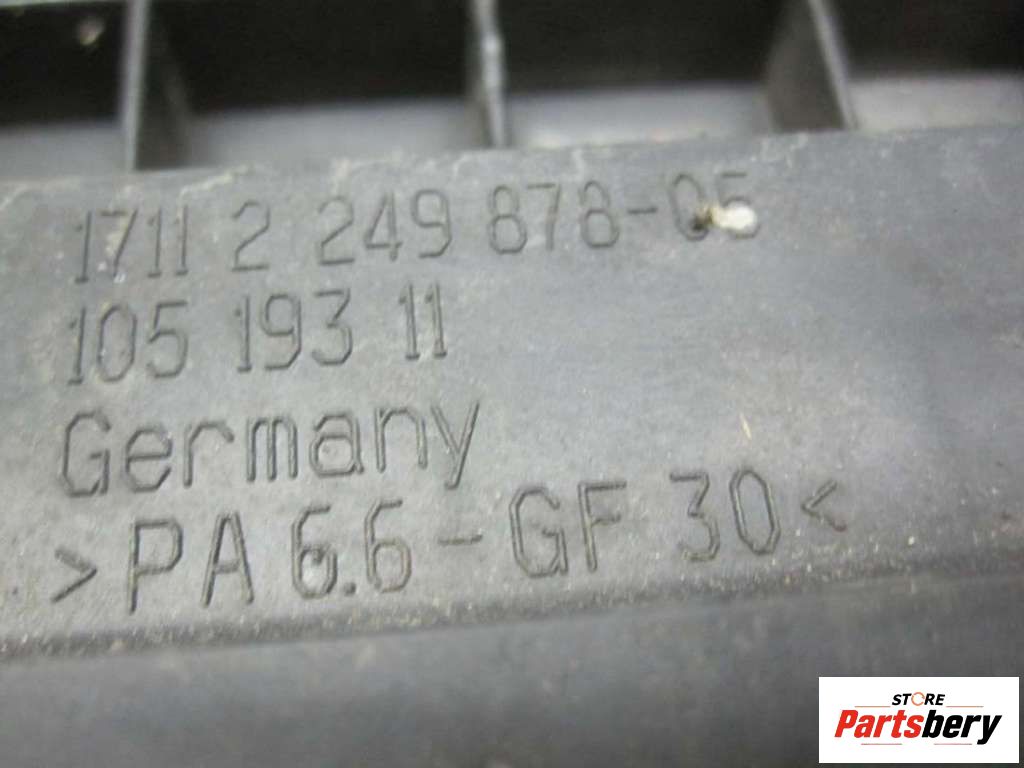 1711 2 249 878-05
105 193 11
Germany
>PA 6.6-GF 30<
STORE
Partsbery